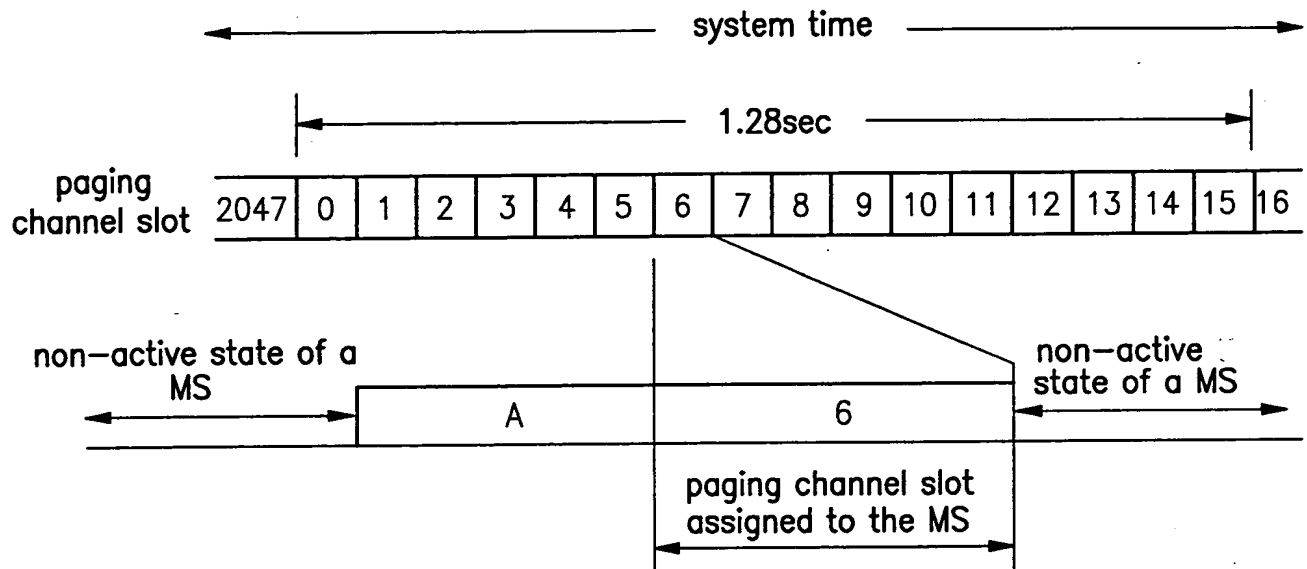 system time
1.28sec
paging
channel slot
2047 0 1 2 3 4 5 6 7 8 9 10 11 12 13 14 15 16
non-active state of a
MS
non-active
state of a MS
A 6
paging channel slot
assigned to the MS